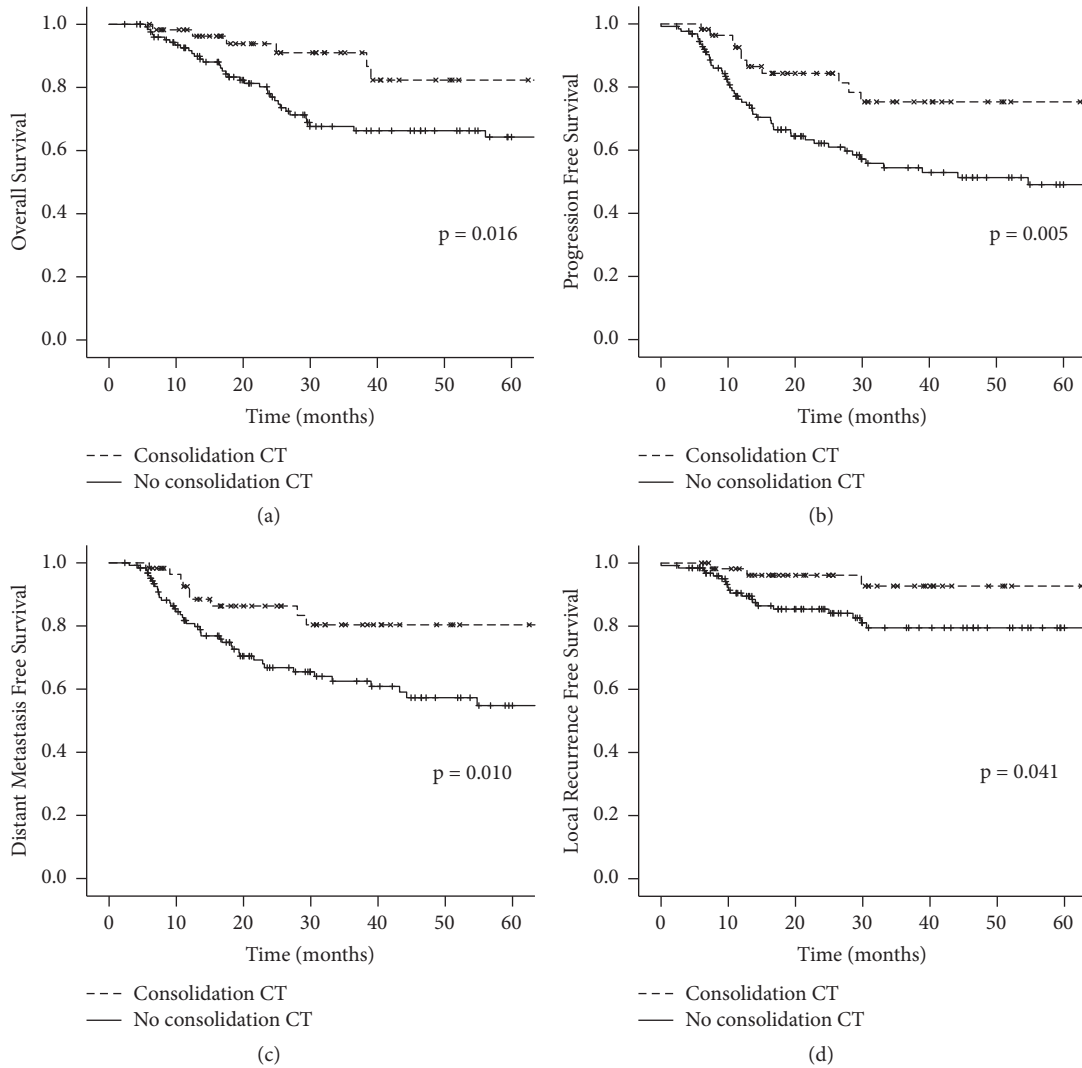 1.0
0.8
0.6
0.4
0.2
0.0
Overall Survival
p = 0.016
0 10 20 30 40 50 60
Time (months)
Consolidation CT
No consolidation CT
(a)
1.0
0.8
0.6
0.4
0.2
0.0
Progression Free Survival
p = 0.005
0 10 20 30 40 50 60
Time (months)
Consolidation CT
No consolidation CT
(b)
1.0
0.8
0.6
0.4
0.2
0.0
Distant Metastasis Free Survival
p = 0.010
0 10 20 30 40 50 60
Time (months)
Consolidation CT
No consolidation CT
(c)
1.0
0.8
0.6
0.4
0.2
0.0
Local Recurrence Free Survival
p = 0.041
0 10 20 30 40 50 60
Time (months)
Consolidation CT
No consolidation CT
(d)